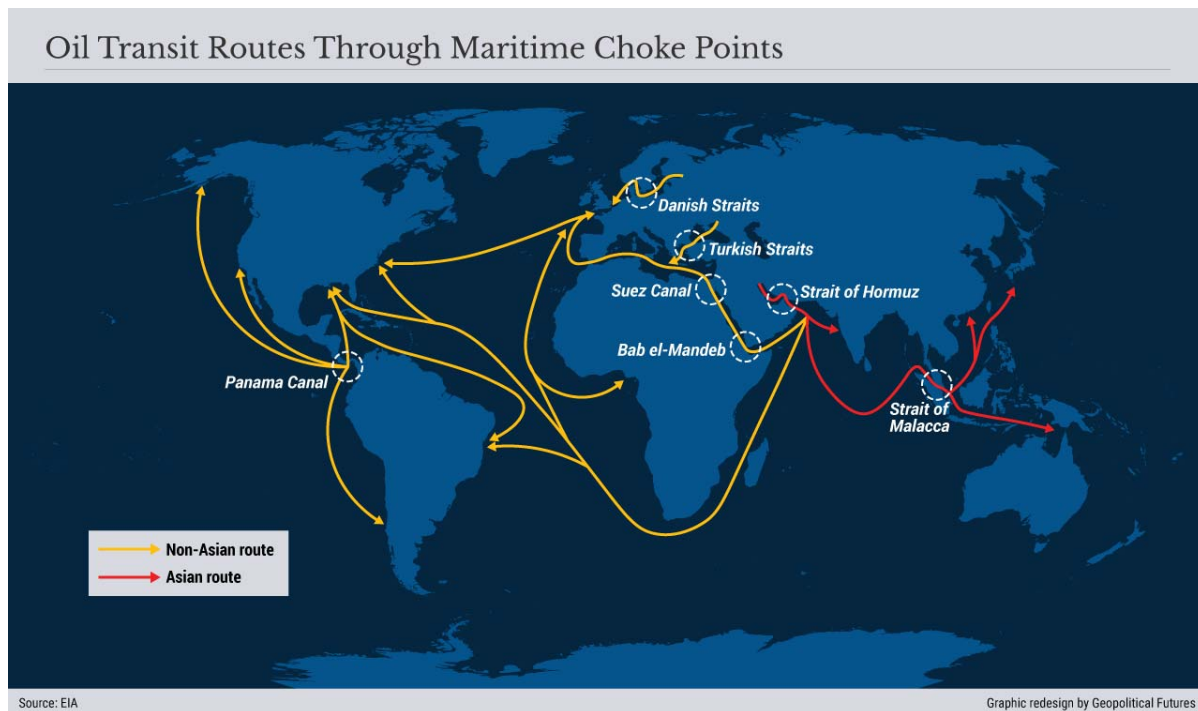 Oil Transit Routes Through Maritime Choke Points
Danish Straits
Turkish Straits
Suez Canal
Strait of Hormuz
Bab el-Mandeb
Panama Canal
Strait of
Malacca
Non-Asian route
Asian route
Source: EIA
Graphic redesign by Geopolitical Futures